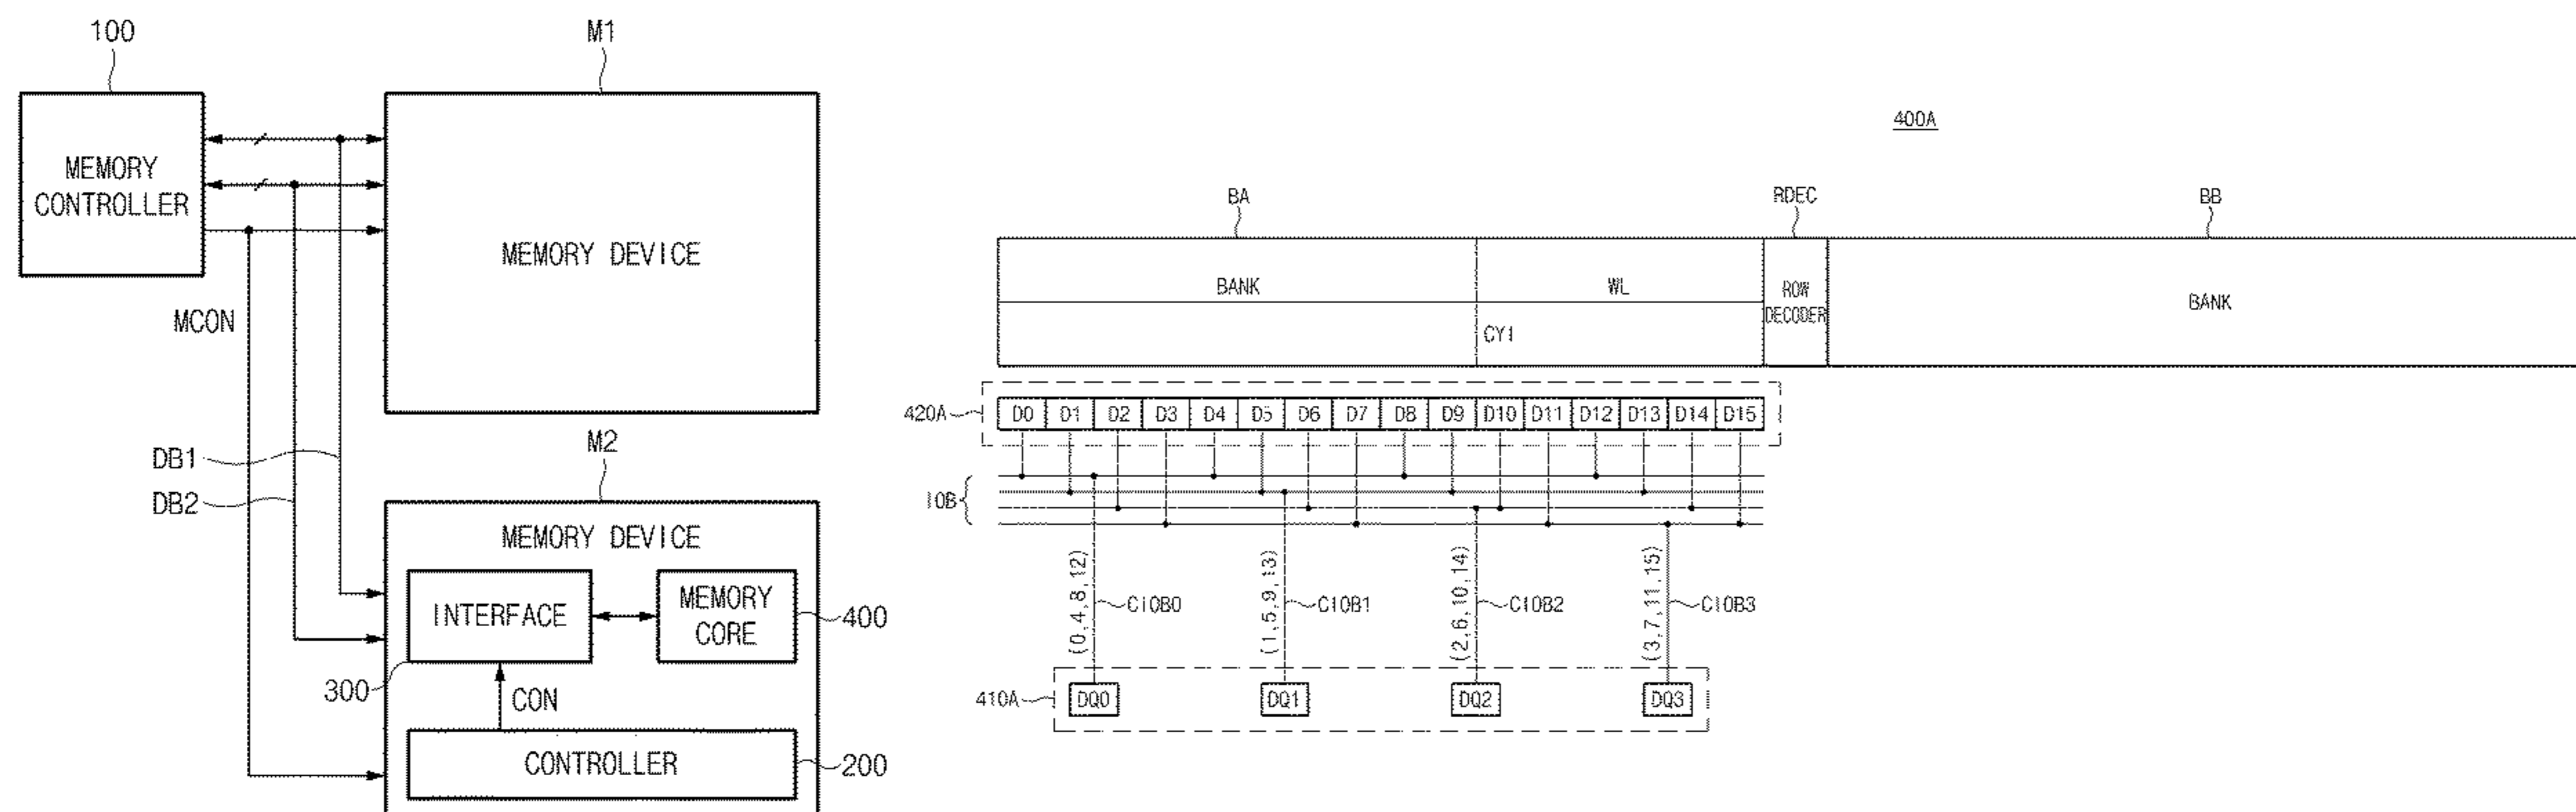 100
M1
MEMORY
CONTROLLER
MEMORY DEVICE
MCON
DB1
DB2
M2
MEMORY DEVICE
INTERFACE
MEMORY
CORE
400
300
CON
CONTROLLER
200
400A
BA
RDEC
BB
BANK
WL
ROW
DECODER
BANK
CY1
420A
D0 D1 D2 D3 D4 D5 D6 D7 D8 D9 D10 D11 D12 D13 D14 D15
IOB
(0,4,8,12)
CIOB0
(1,5,9,13)
CIOB1
(2,6,10,14)
CIOB2
(3,7,11,15)
CIOB3
410A
DQ0 DQ1 DQ2 DQ3